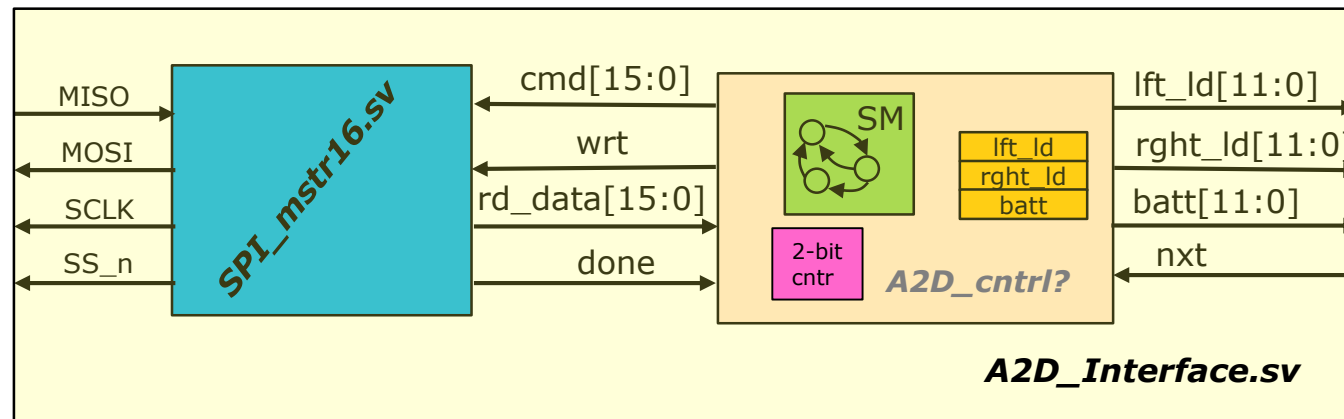 MISO
MOSI
SCLK
SS_n
SPI_mstr16.sv
cmd[15:0]
wrt
rd_data[15:0]
done
SM
2-bit
cntr
lft_ld
rght_ld
batt
A2D_cntrl?
lft_ld[11:0]
rght_ld[11:0
batt[11:0]
nxt
A2D_Interface.sv